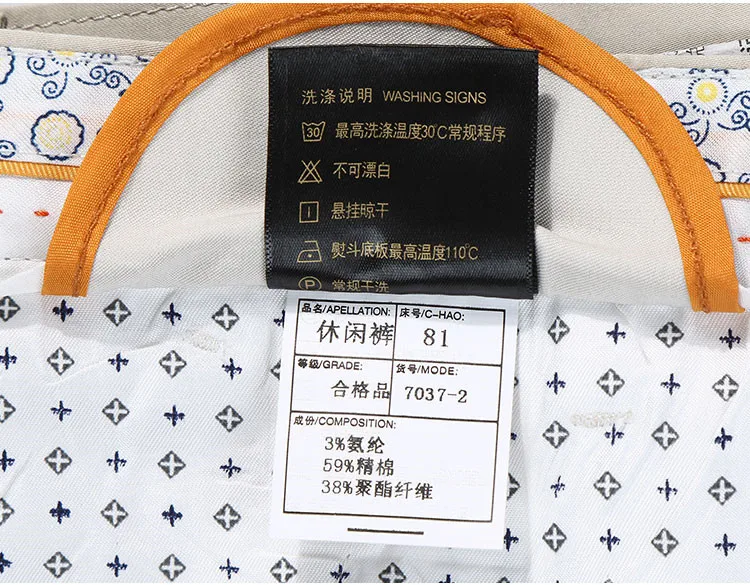 洗涤说明 WASHING SIGNS
30 最高洗涤温度30℃常规程序
不可漂白
悬挂晾干
熨斗底板最高温度110℃
P 常规干洗
品名/APELLATION: 床号/C-HAO:
休闲裤 81
等级/GRADE: 货号/MODE:
合格品 7037-2
成份/COMPOSITION:
3%氨纶
59%精棉
38%聚酯纤维